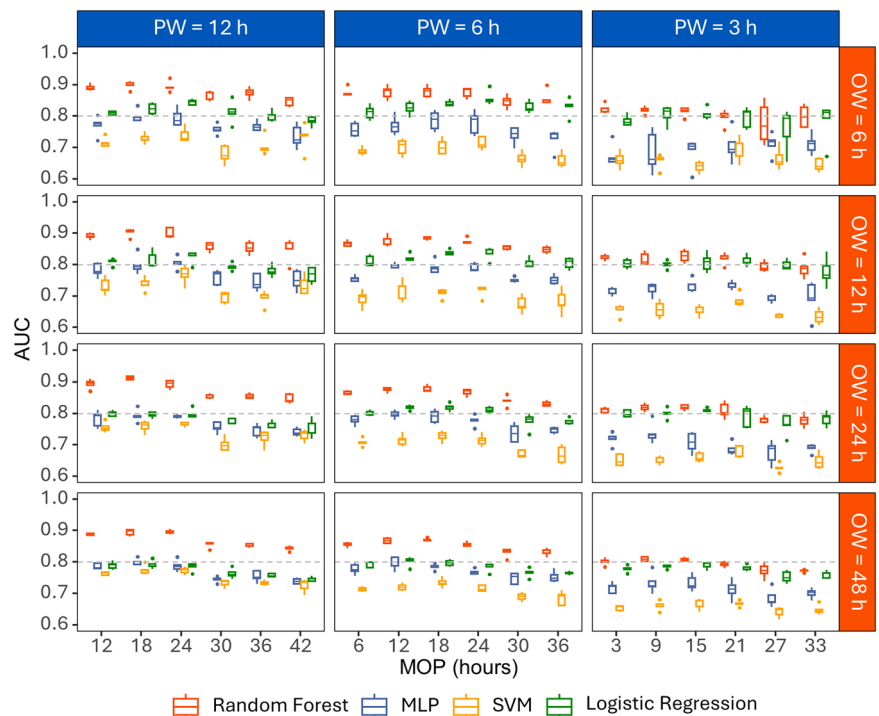 PW = 12 h PW = 6 h PW = 3 h
1.0
0.9
0.8
0.7
0.6
OW = 6 h
1.0
0.9
0.8
0.7
0.6
OW = 12 h
AUC
1.0
0.9
0.8
0.7
0.6
OW = 24 h
1.0
0.9
0.8
0.7
0.6
OW = 48 h
12 18 24 30 36 42 6 12 18 24 30 36 3 9 15 21 27 33
MOP (hours)
Random Forest MLP SVM Logistic Regression